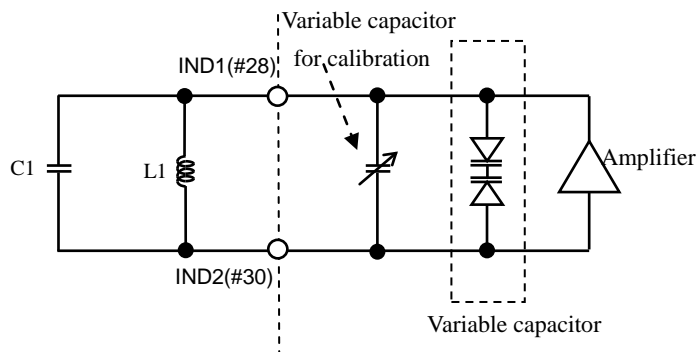 Variable capacitor
for calibration
IND1(#28)
C1
L1
Amplifier
IND2(#30)
Variable capacitor